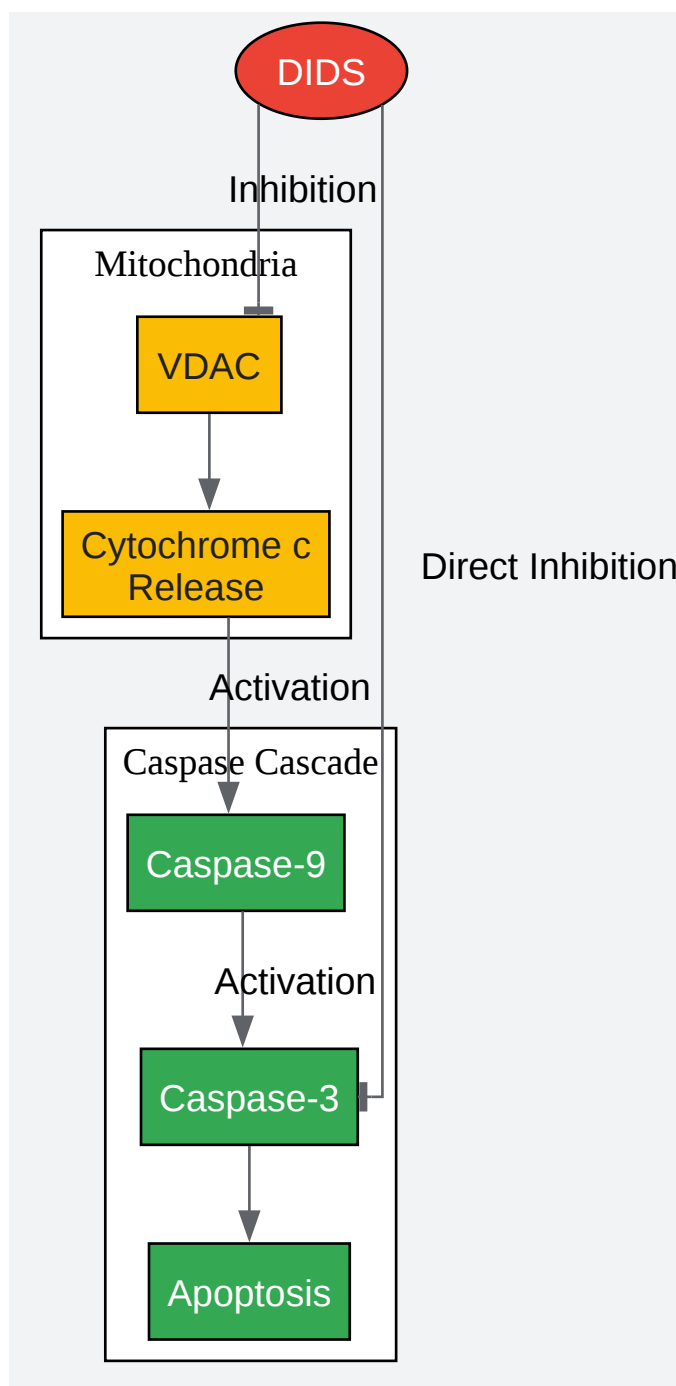 DIDS
Inhibition
Mitochondria
VDAC
Cytochrome c
Release
Direct Inhibition
Activation
Caspase Cascade
Caspase-9
Activation
Caspase-3
Apoptosis